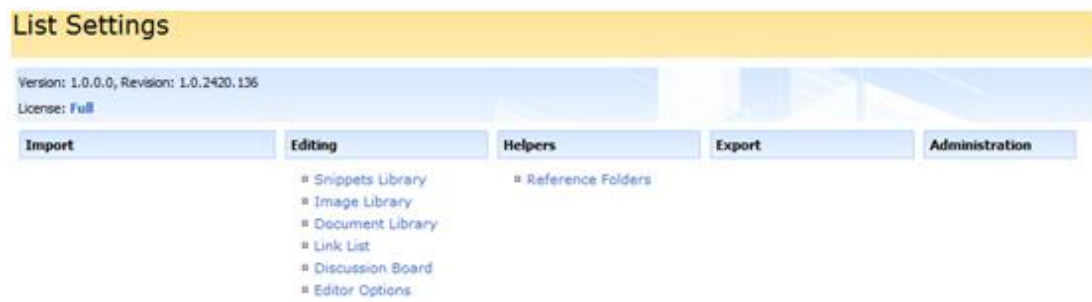 List Settings
Version: 1.0.0.0, Revision: 1.0.2420.136
License: Full
Import Editing Helpers Export Administration
Snippets Library Reference Folders
Image Library
Document Library
Link List
Discussion Board
Editor Options